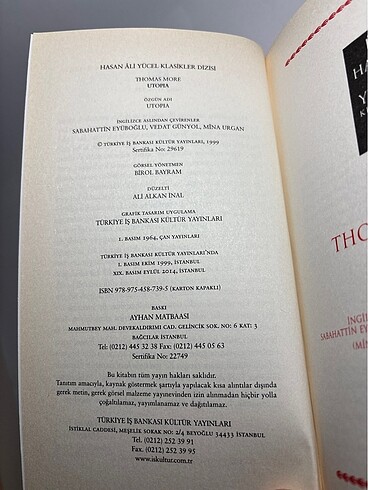 HASAN ÂLİ YÜCEL KLASİKLER DİZİSİ
THOMAS MORE
UTOPIA
ÖZGÜN ADI
UTOPIA
İNGİLİZCE ASLINDAN ÇEVİRENLER
SABAHATTİN EYÜBOĞLU, VEDAT GÜNYOL, MÎNA URGAN
© TÜRKİYE İŞ BANKASI KÜLTÜR YAYINLARI, 1999
Sertifika No: 29619
GÖRSEL YÖNETMEN
BİROL BAYRAM
DÜZELTİ
ALİ ALKAN İNAL
GRAFİK TASARIM UYGULAMA
TÜRKİYE İŞ BANKASI KÜLTÜR YAYINLARI
1. BASIM 1964, ÇAN YAYINLARI
TÜRKİYE İŞ BANKASI KÜLTÜR YAYINLARI'NDA
1. BASIM EKİM 1999, İSTANBUL
XIX. BASIM EYLÜL 2014, İSTANBUL
ISBN 978-975-458-739-5 (KARTON KAPAKLI)
BASKI
AYHAN MATBAASI
MAHMUTBEY MAH. DEVEKALDIRIMI CAD. GELİNCİK SOK. NO: 6 KAT: 3
BAĞCILAR İSTANBUL
Tel: (0212) 445 32 38 Fax: (0212) 445 05 63
Sertifika No: 22749
Bu kitabın tüm yayın hakları saklıdır.
Tanıtım amacıyla, kaynak göstermek şartıyla yapılacak kısa alıntılar dışında
gerek metin, gerek görsel malzeme yayınevinden izin alınmadan hiçbir yolla
çoğaltılamaz, yayımlanamaz ve dağıtılamaz.
TÜRKİYE İŞ BANKASI KÜLTÜR YAYINLARI
İSTİKLAL CADDESİ, MEŞELİK SOKAK NO: 2/4 BEYOĞLU 34433 İSTANBUL
Tel. (0212) 252 39 91
Fax. (0212) 252 39 95
www.iskultur.com.tr
HA
THO
İNGİL
SABAHATTİN EY
(MÎN